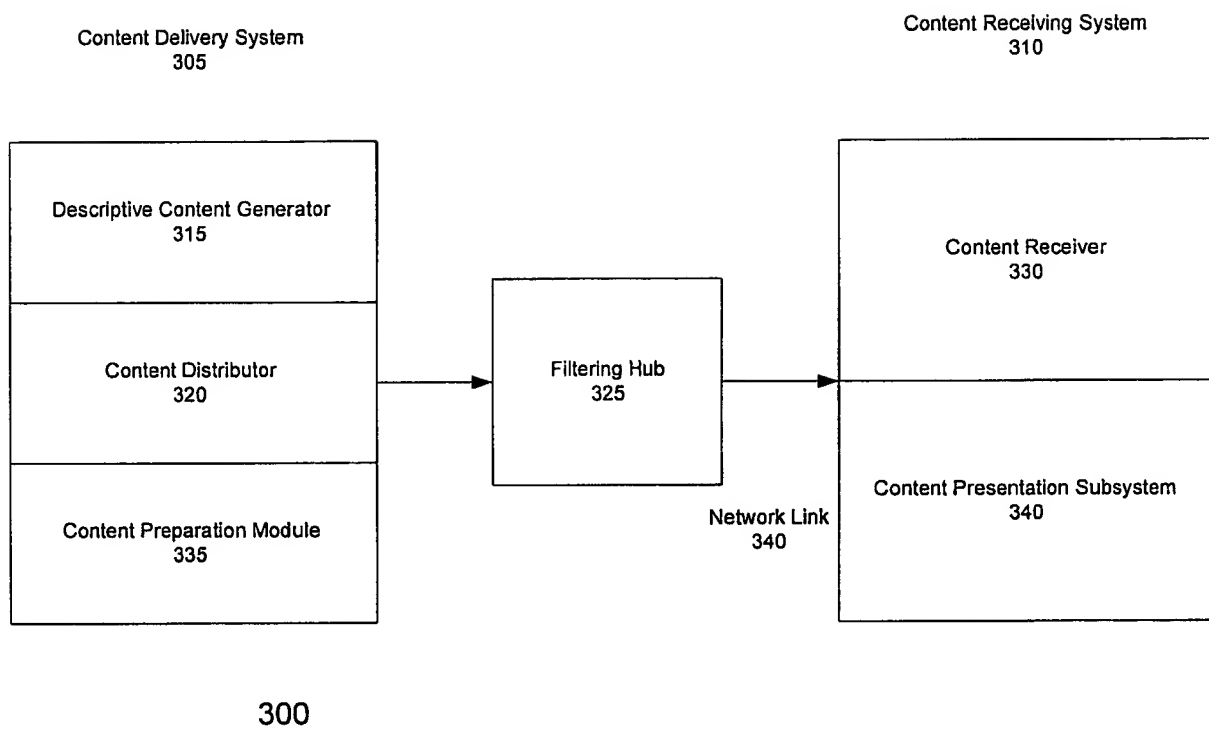 Content Delivery System
305
Content Receiving System
310
Descriptive Content Generator
315
Content Distributor
320
Content Preparation Module
335
Filtering Hub
325
Network Link
340
Content Receiver
330
Content Presentation Subsystem
340
300